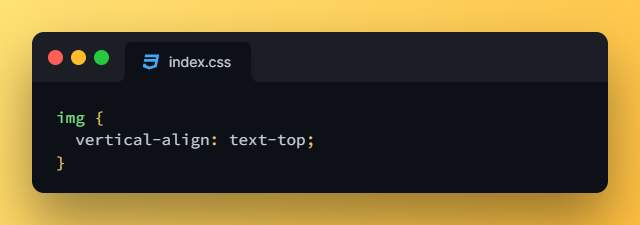 index.css
img {
  vertical-align: text-top;
}